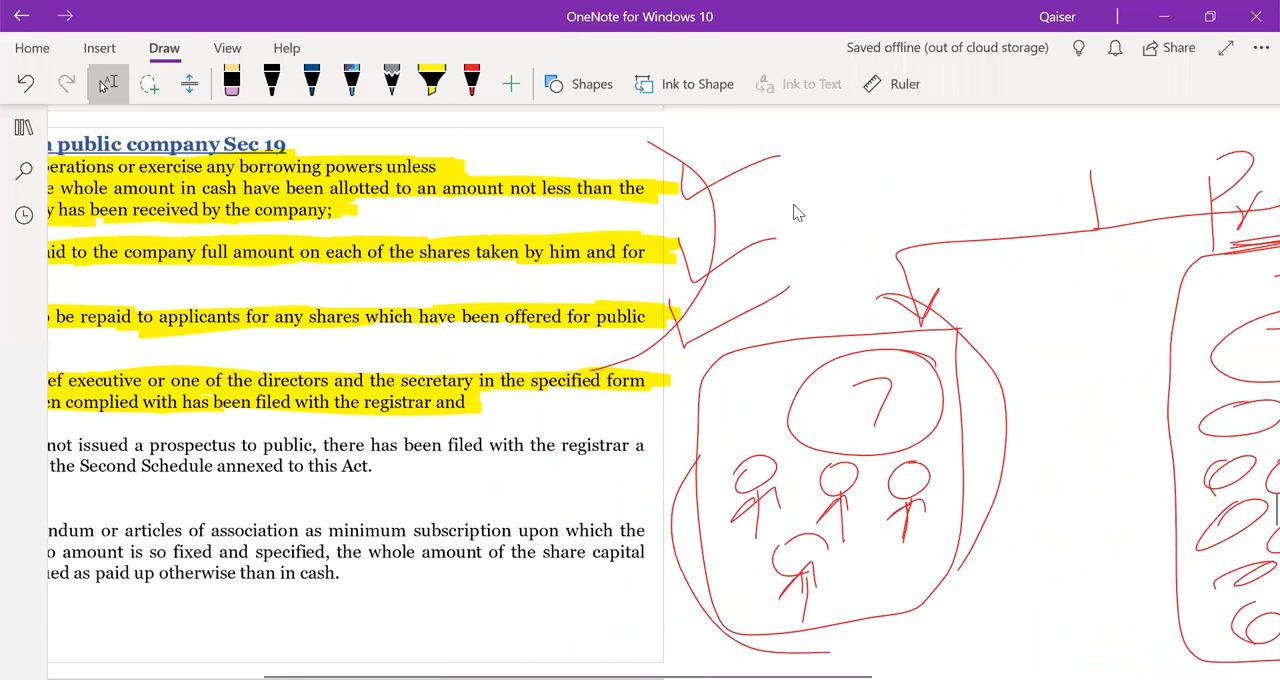 OneNote for Windows 10
Qaiser
Home Insert Draw View Help
Saved offline (out of cloud storage)
Share
Shapes
Ink to Shape
Ink to Text
Ruler
public company Sec 19
erations or exercise any borrowing powers unless
e whole amount in cash have been allotted to an amount not less than the
y has been received by the company;
id to the company full amount on each of the shares taken by him and for
be repaid to applicants for any shares which have been offered for public
ef executive or one of the directors and the secretary in the specified form
en complied with has been filed with the registrar and
not issued a prospectus to public, there has been filed with the registrar a
the Second Schedule annexed to this Act.
ndum or articles of association as minimum subscription upon which the
o amount is so fixed and specified, the whole amount of the share capital
ed as paid up otherwise than in cash.
7